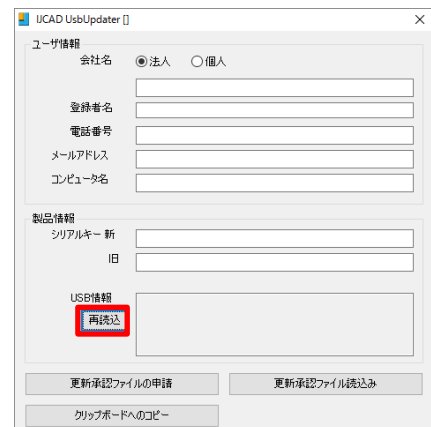 IJCAD UsbUpdater []
ユーザ情報
会社名 法人 個人
登録者名
電話番号
メールアドレス
コンピュータ名
製品情報
シリアルキー 新
旧
USB情報
再読込
更新承認ファイルの申請 更新承認ファイル読込み
クリップボードへのコピー